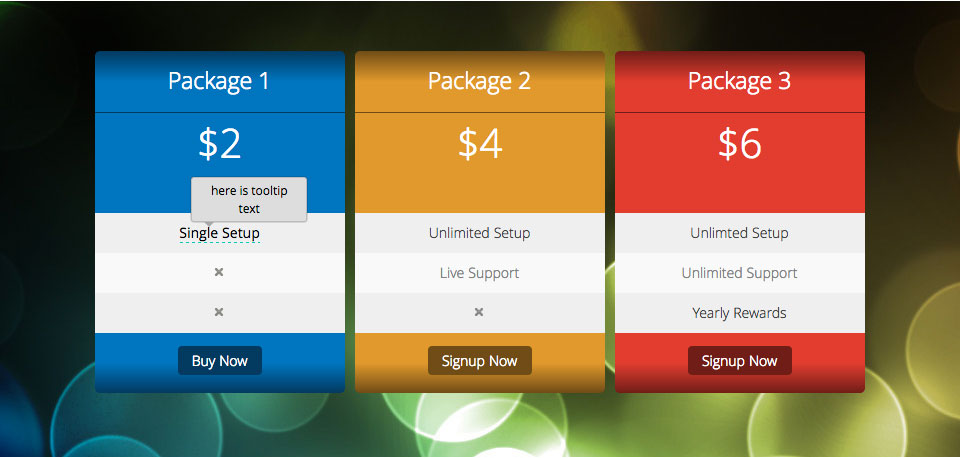 Package 1
$2
here is tooltip
text
Single Setup
×
×
Buy Now
Package 2
$4
Unlimited Setup
Live Support
×
Signup Now
Package 3
$6
Unlimted Setup
Unlimited Support
Yearly Rewards
Signup Now